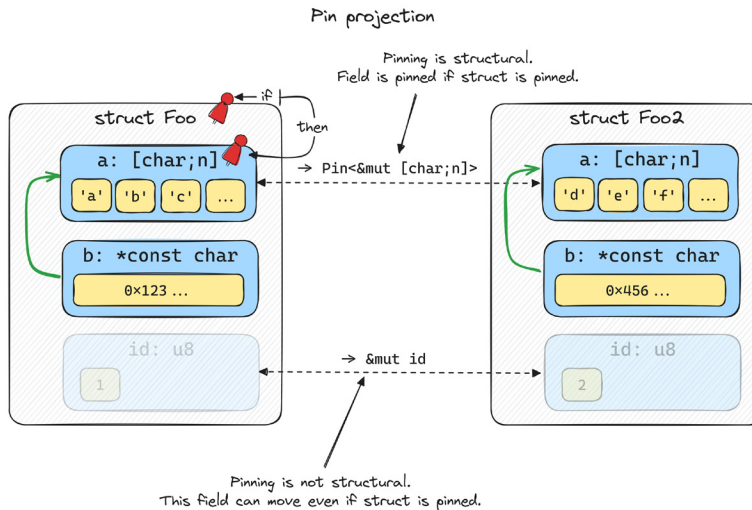 Pin projection
Pinning is structural.
Field is pinned if struct is pinned.
struct Foo
if
then
a: [char;n]
'a' 'b' 'c' ...
b: *const char
0x123 ...
id: u8
1
→ Pin<&mut [char;n]>
→ &mut id
struct Foo2
a: [char;n]
'd' 'e' 'f' ...
b: *const char
0x456 ...
id: u8
2
Pinning is not structural.
This field can move even if struct is pinned.